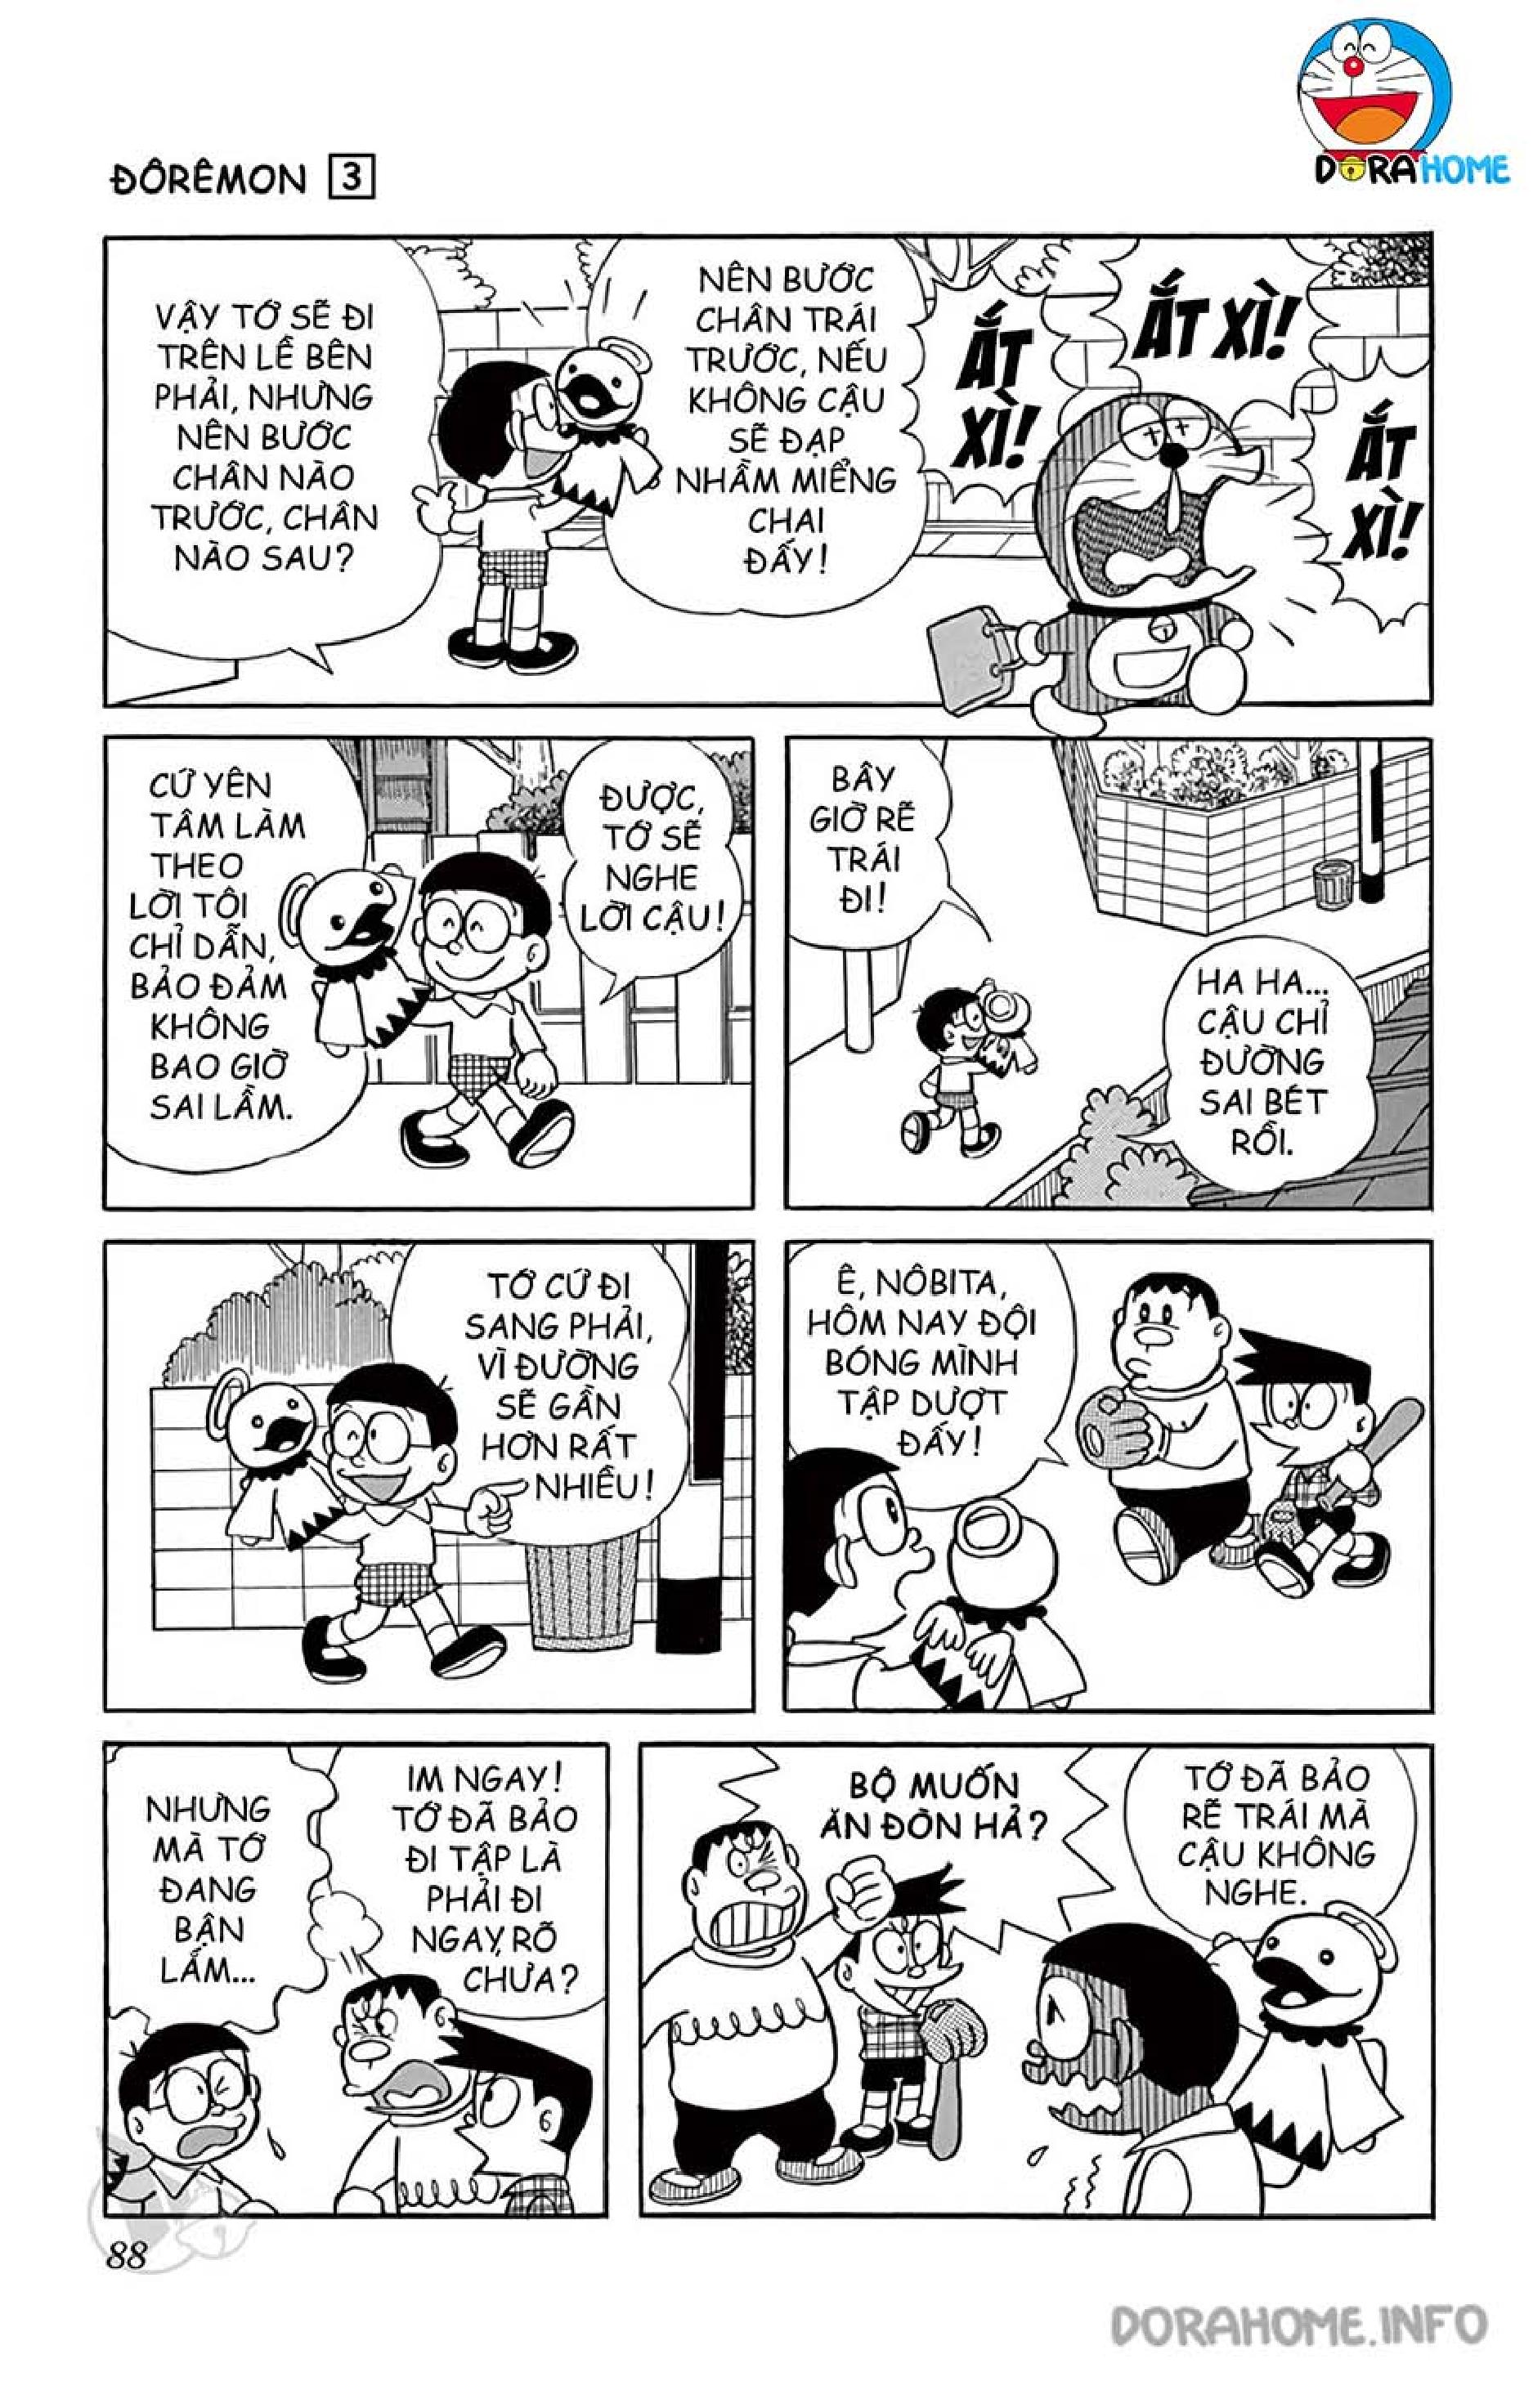 DORAHOME
ĐÔRÊMON 3
VẬY TỚ SẼ ĐI
TRÊN LỀ BÊN
PHẢI, NHƯNG
NÊN BƯỚC
CHÂN NÀO
TRƯỚC, CHÂN
NÀO SAU?
NÊN BƯỚC
CHÂN TRÁI
TRƯỚC, NẾU
KHÔNG CẬU
SẼ ĐẠP
NHẦM MIỂNG
CHAI
ĐẤY!
ẮT
XÌ!
ẮT XÌ!
ẮT
XÌ!
CỨ YÊN
TÂM LÀM
THEO
LỜI TÔI
CHỈ DẪN,
BẢO ĐẢM
KHÔNG
BAO GIỜ
SAI LẦM.
ĐƯỢC,
TỚ SẼ
NGHE
LỜI CẬU!
BÂY
GIỜ RẼ
TRÁI
ĐI!
HA HA...
CẬU CHỈ
ĐƯỜNG
SAI BÉT
RỒI.
TỚ CỨ ĐI
SANG PHẢI,
VÌ ĐƯỜNG
SẼ GẦN
HƠN RẤT
NHIỀU!
Ê, NÔBITA,
HÔM NAY ĐỘI
BÓNG MÌNH
TẬP DƯỢT
ĐẤY!
NHƯNG
MÀ TỚ
ĐANG
BẬN
LẮM...
IM NGAY!
TỚ ĐÃ BẢO
ĐI TẬP LÀ
PHẢI ĐI
NGAY, RÕ
CHƯA?
BỘ MUỐN
ĂN ĐÒN HẢ?
TỚ ĐÃ BẢO
RẼ TRÁI MÀ
CẬU KHÔNG
NGHE.
88
DORAHOME.INFO